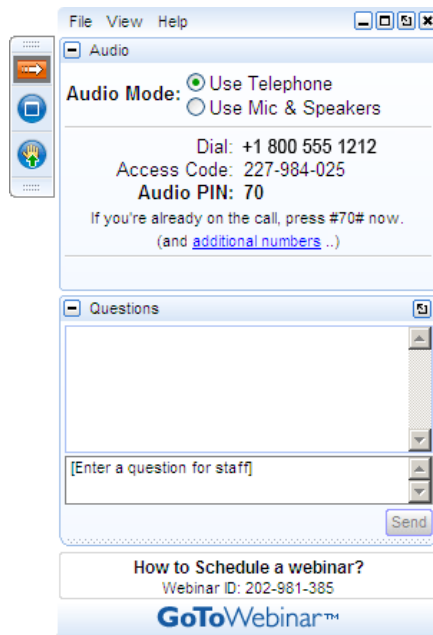 File View Help
Audio
Audio Mode: Use Telephone
Use Mic & Speakers
Dial: +1 800 555 1212
Access Code: 227-984-025
Audio PIN: 70
If you're already on the call, press #70# now.
(and additional numbers ..)
Questions
[Enter a question for staff]
Send
How to Schedule a webinar?
Webinar ID: 202-981-385
GoToWebinar™